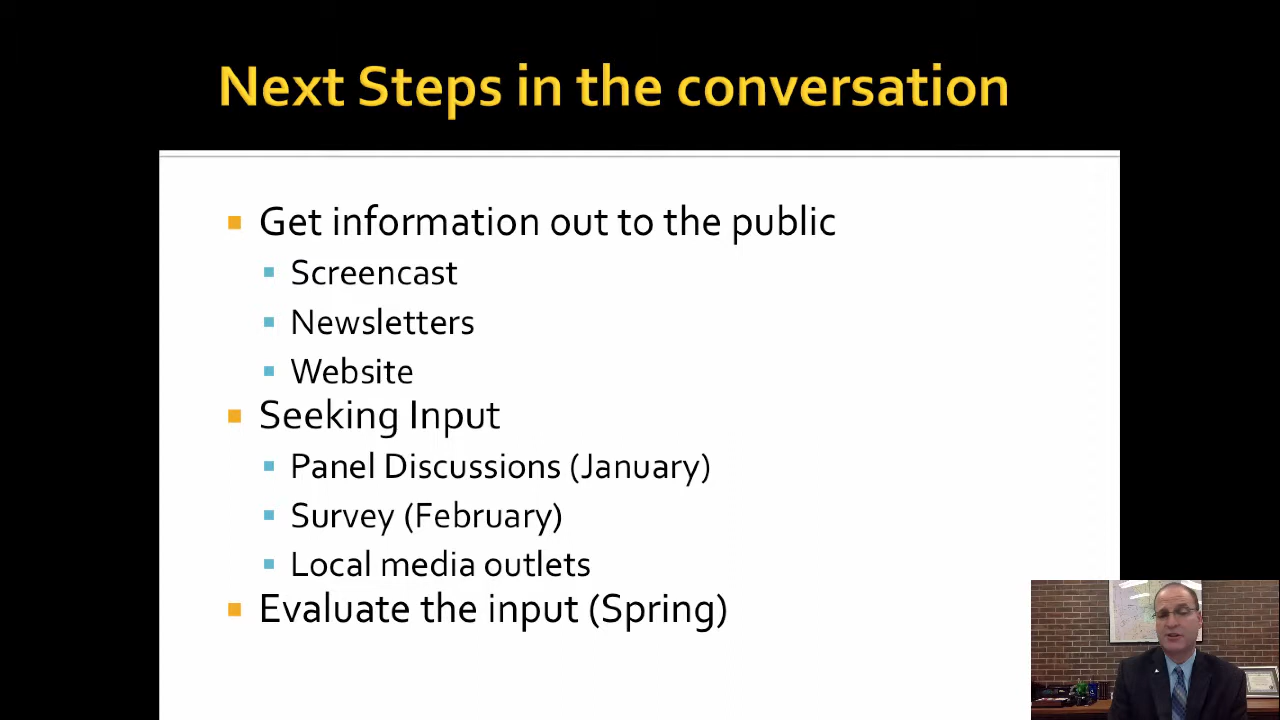 Next Steps in the conversation
Get information out to the public
Screencast
Newsletters
Website
Seeking Input
Panel Discussions (January)
Survey (February)
Local media outlets
Evaluate the input (Spring)